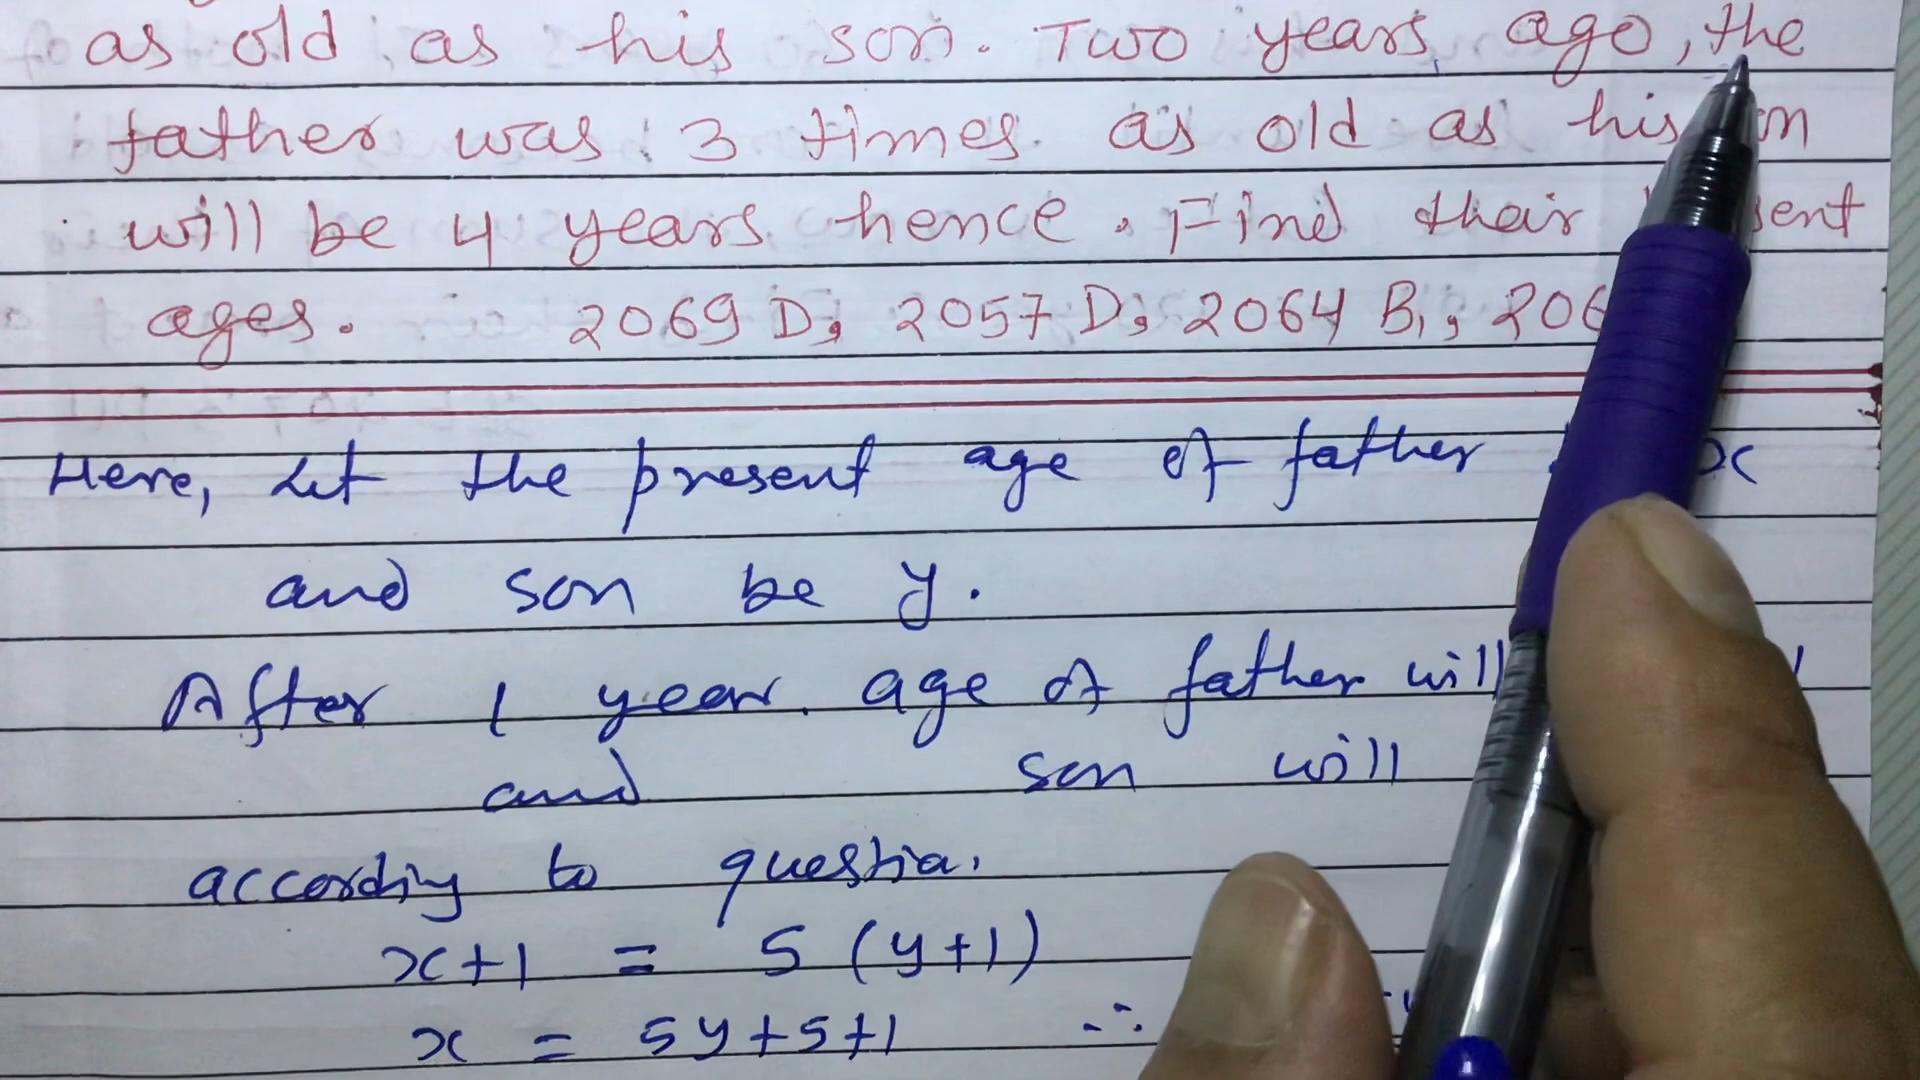 as old as his son. Two years ago, the
father was 3 times as old as his
will be 4 years hence. Find their
ages. 2069 D, 2057 D, 2064 B,, 206
Here, Let the present age of father x
and son be y.
After 1 year age of father will
and son will
according to question.
x+1 = 5 (y+1)
x = 5y+5+1 ∴